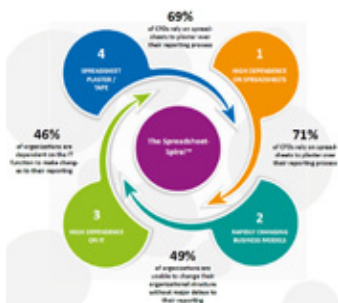 69%
of CFOs rely on spread-
sheets to plaster over
their reporting process
4
SPREADSHEET
PLASTER /
TAPE
1
HIGH DEPENDENCE
ON SPREADSHEETS
The Spreadsheet-
Spiral™
46%
of organizations are
dependent on the IT
function to make chang-
es to their reporting
71%
of CFOs rely on spread-
sheets to plaster over
their reporting process
3
HIGH DEPENDENCE
ON IT
2
RAPIDLY CHANGING
BUSINESS MODELS
49%
of organizations are
unable to change their
organizational structure
without major delays to
their reporting